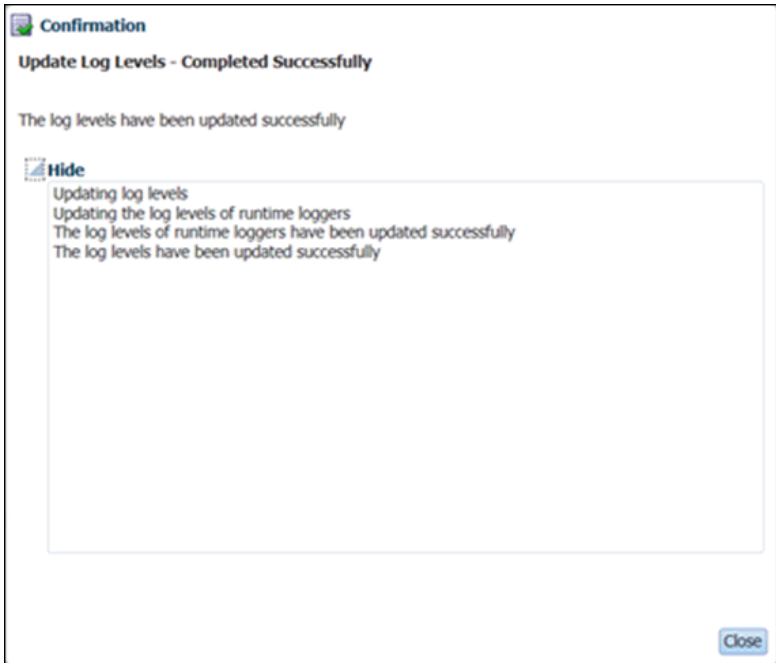 Confirmation
Update Log Levels - Completed Successfully
The log levels have been updated successfully
Hide
Updating log levels
Updating the log levels of runtime loggers
The log levels of runtime loggers have been updated successfully
The log levels have been updated successfully
Close